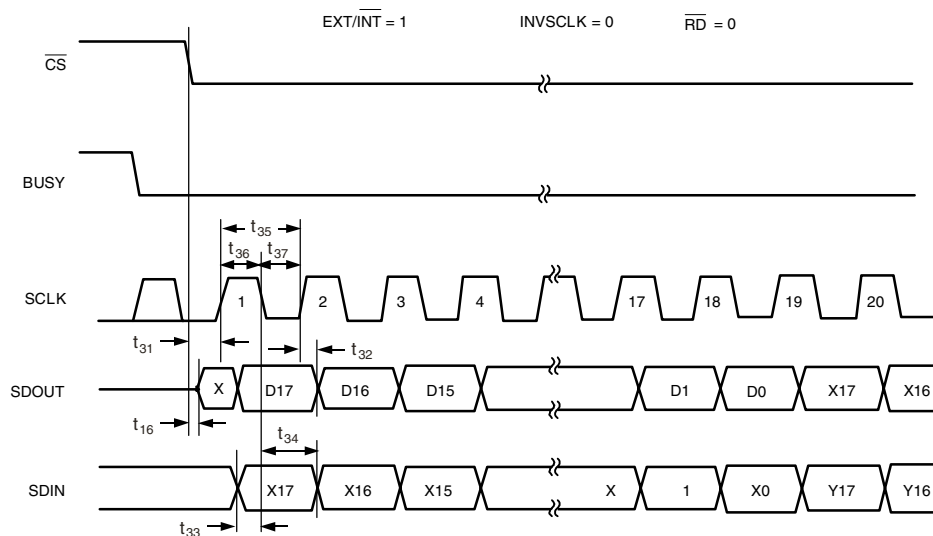 EXT/INT = 1 INVSCLK = 0 RD = 0
CS
BUSY
t35
t36 t37
SCLK 1 2 3 4 17 18 19 20
t31 t32
SDOUT X D17 D16 D15 D1 D0 X17 X16
t16 t34
SDIN X17 X16 X15 X 1 X0 Y17 Y16
t33